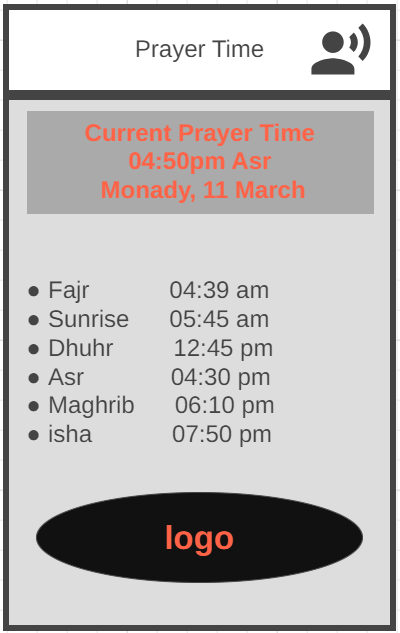 Prayer Time
Current Prayer Time
04:50pm Asr
Monady, 11 March
● Fajr 04:39 am
● Sunrise 05:45 am
● Dhuhr 12:45 pm
● Asr 04:30 pm
● Maghrib 06:10 pm
● isha 07:50 pm
logo